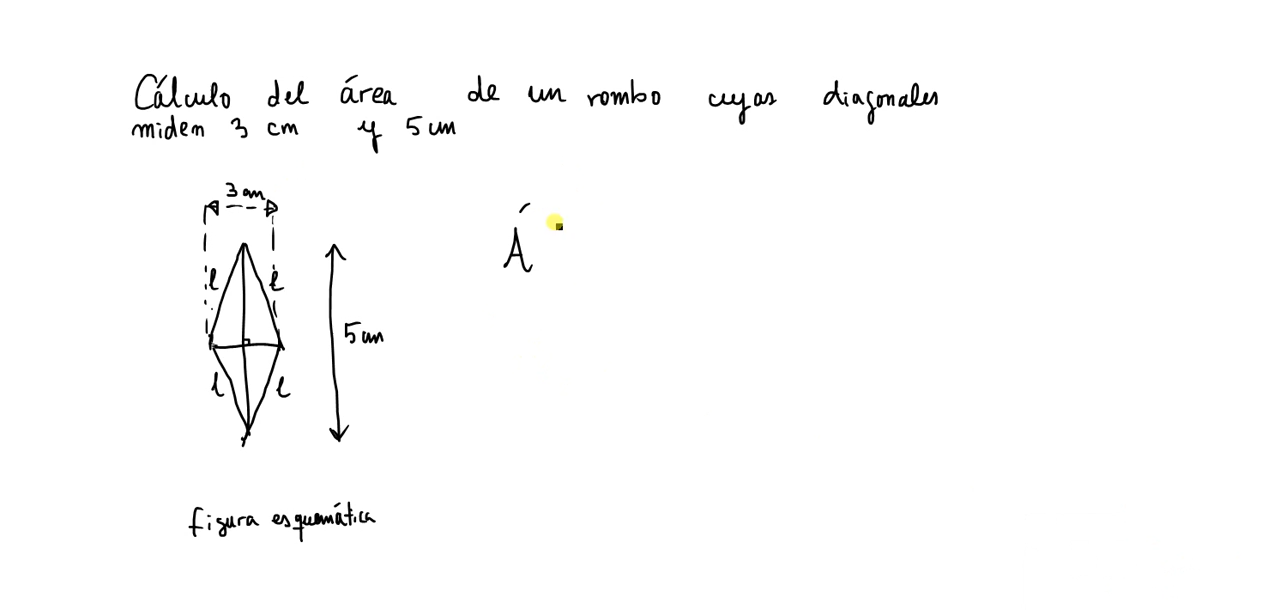 Cálculo del área de un rombo cuyas diagonales
miden 3 cm y 5 cm
3 cm
l l
5 cm
l l
Á
figura esquemática